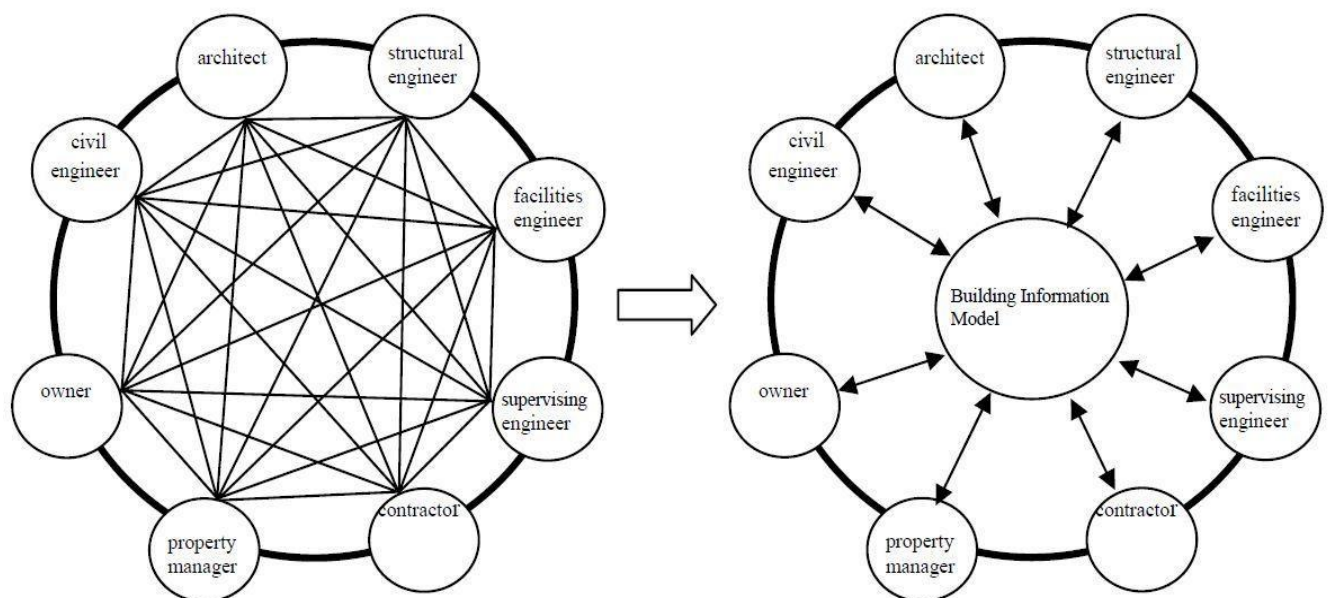 architect
structural
engineer
civil
engineer
facilities
engineer
owner
supervising
engineer
property
manager
contractor
architect
structural
engineer
civil
engineer
facilities
engineer
Building Information
Model
owner
supervising
engineer
property
manager
contractor